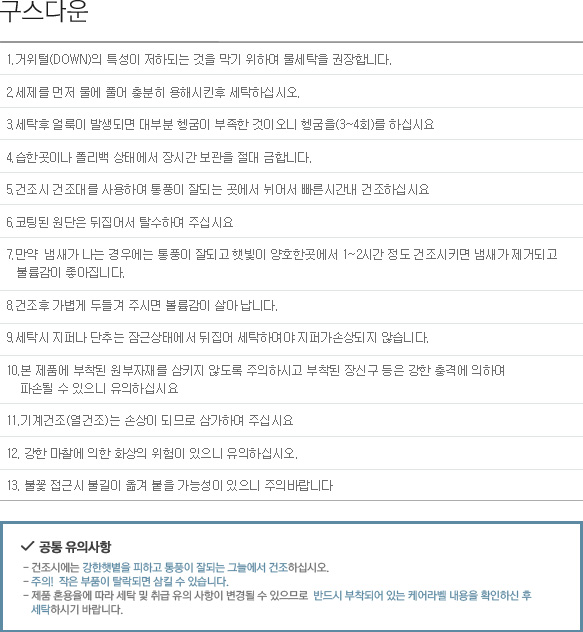 구스다운
1.거위털(DOWN)의 특성이 저하되는 것을 막기 위하여 물세탁을 권장합니다.
2.세제를 먼저 물에 풀어 충분히 용해시킨후 세탁하십시오.
3.세탁후 얼룩이 발생되면 대부분 헹굼이 부족한 것이오니 헹굼을(3~4회)를 하십시요
4.습한곳이나 폴리백 상태에서 장시간 보관을 절대 금합니다.
5.건조시 건조대를 사용하여 통풍이 잘되는 곳에서 뉘어서 빠른시간내 건조하십시요
6.코팅된 원단은 뒤집어서 탈수하여 주십시요
7.만약 냄새가 나는 경우에는 통풍이 잘되고 햇빛이 양호한곳에서 1~2시간 정도 건조시키면 냄새가 제거되고
볼륨감이 좋아집니다.
8.건조후 가볍게 두들겨 주시면 볼륨감이 살아 납니다.
9.세탁시 지퍼나 단추는 잠근상태에서 뒤집어 세탁하여야 지퍼가손상되지 않습니다.
10.본 제품에 부착된 원부자재를 삼키지 않도록 주의하시고 부착된 장신구 등은 강한 충격에 의하여
파손될 수 있으니 유의하십시요
11.기계건조(열건조)는 손상이 되므로 삼가하여 주십시요
12. 강한 마찰에 의한 화상의 위험이 있으니 유의하십시오.
13. 불꽃 접근시 불길이 옮겨 붙을 가능성이 있으니 주의바랍니다
✓ 공통 유의사항
- 건조시에는 강한햇볕을 피하고 통풍이 잘되는 그늘에서 건조하십시오.
- 주의! 작은 부품이 탈락되면 삼킬 수 있습니다.
- 제품 혼용율에 따라 세탁 및 취급 유의 사항이 변경될 수 있으므로 반드시 부착되어 있는 케어라벨 내용을 확인하신 후
세탁하시기 바랍니다.